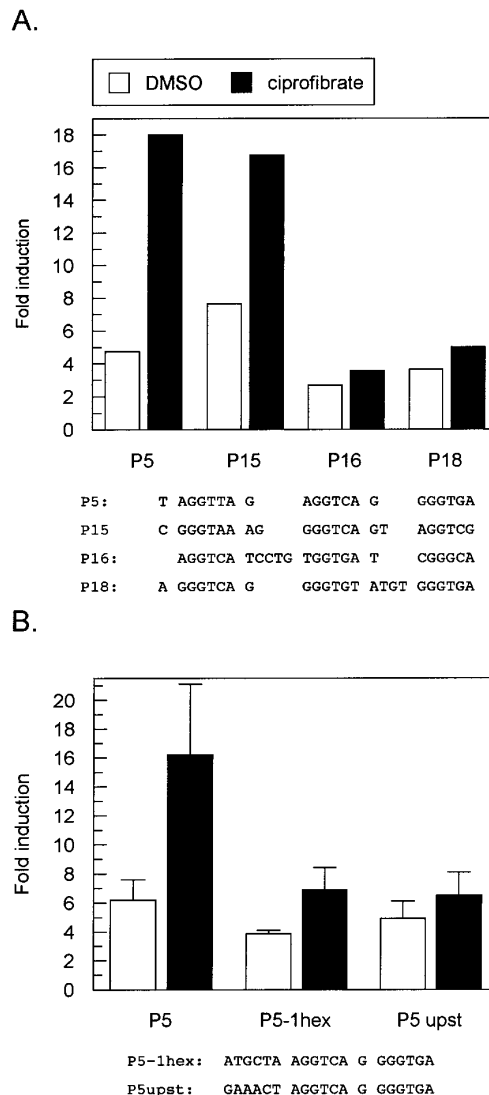 A.
DMSO ciprofibrate
Fold induction
18
16
14
12
10
8
6
4
2
0
P5 P15 P16 P18
P5: T AGGTTA G AGGTCA G GGGTGA
P15 C GGGTAA AG GGGTCA GT AGGTCG
P16: AGGTCA TCCTG TGGTGA T CGGGCA
P18: A GGGTCA G GGGTGT ATGT GGGTGA
B.
Fold induction
20
18
16
14
12
10
8
6
4
2
0
P5 P5-1hex P5 upst
P5-1hex: ATGCTA AGGTCA G GGGTGA
P5upst: GAAACT AGGTCA G GGGTGA